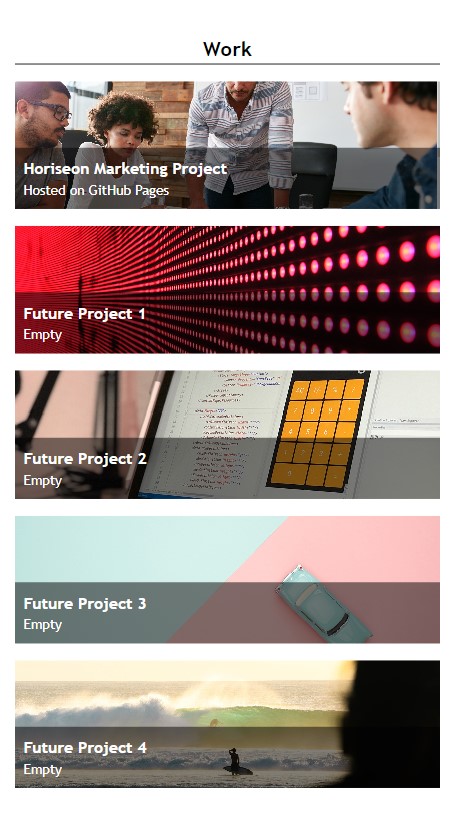 Work
Horiseon Marketing Project
Hosted on GitHub Pages
Future Project 1
Empty
Future Project 2
Empty
Future Project 3
Empty
Future Project 4
Empty